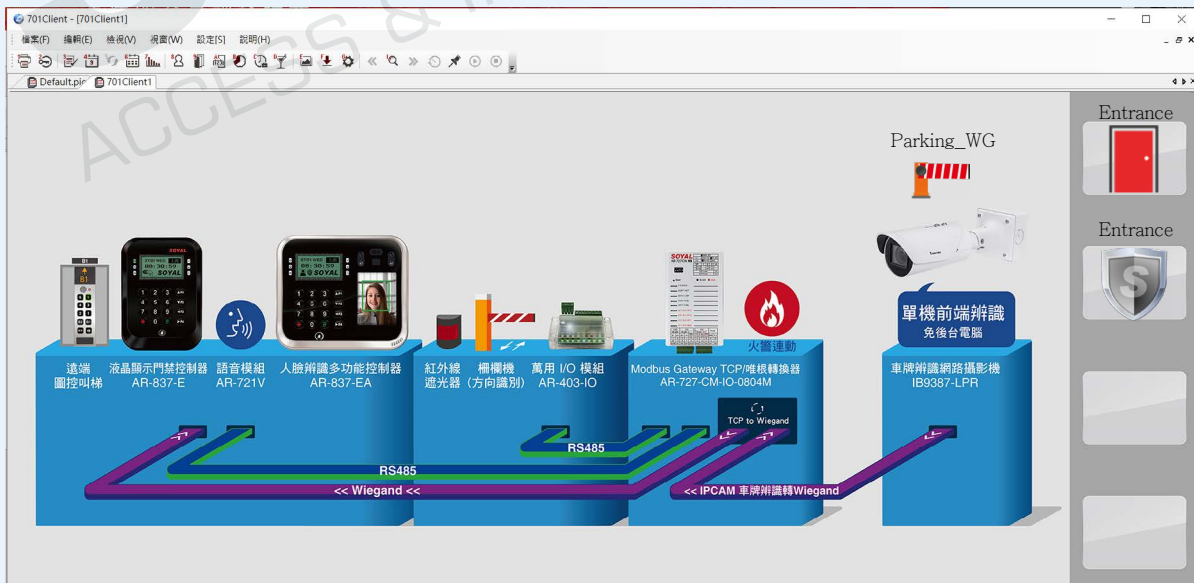 701Client - [701Client1]
檔案(F) 編輯(E) 檢視(V) 視窗(W) 設定[S] 說明(H)
Default.pic 701Client1
ACCESS &
Entrance
Parking_WG
Entrance
B1
B1
SOYAL
SOYAL
SOYAL
SOYAL
S
單機前端辨識
免後台電腦
火警連動
遠端
圖控叫梯
液晶顯示門禁控制器
AR-837-E
語音模組
AR-721V
人臉辨識多功能控制器
AR-837-EA
紅外線
遮光器
柵欄機
(方向識別)
萬用 I/O 模組
AR-403-IO
Modbus Gateway TCP/唯根轉換器
AR-727-CM-IO-0804M
車牌辨識網路攝影機
IB9387-LPR
TCP to Wiegand
RS485
RS485
<< Wiegand <<
<< IPCAM 車牌辨識轉Wiegand